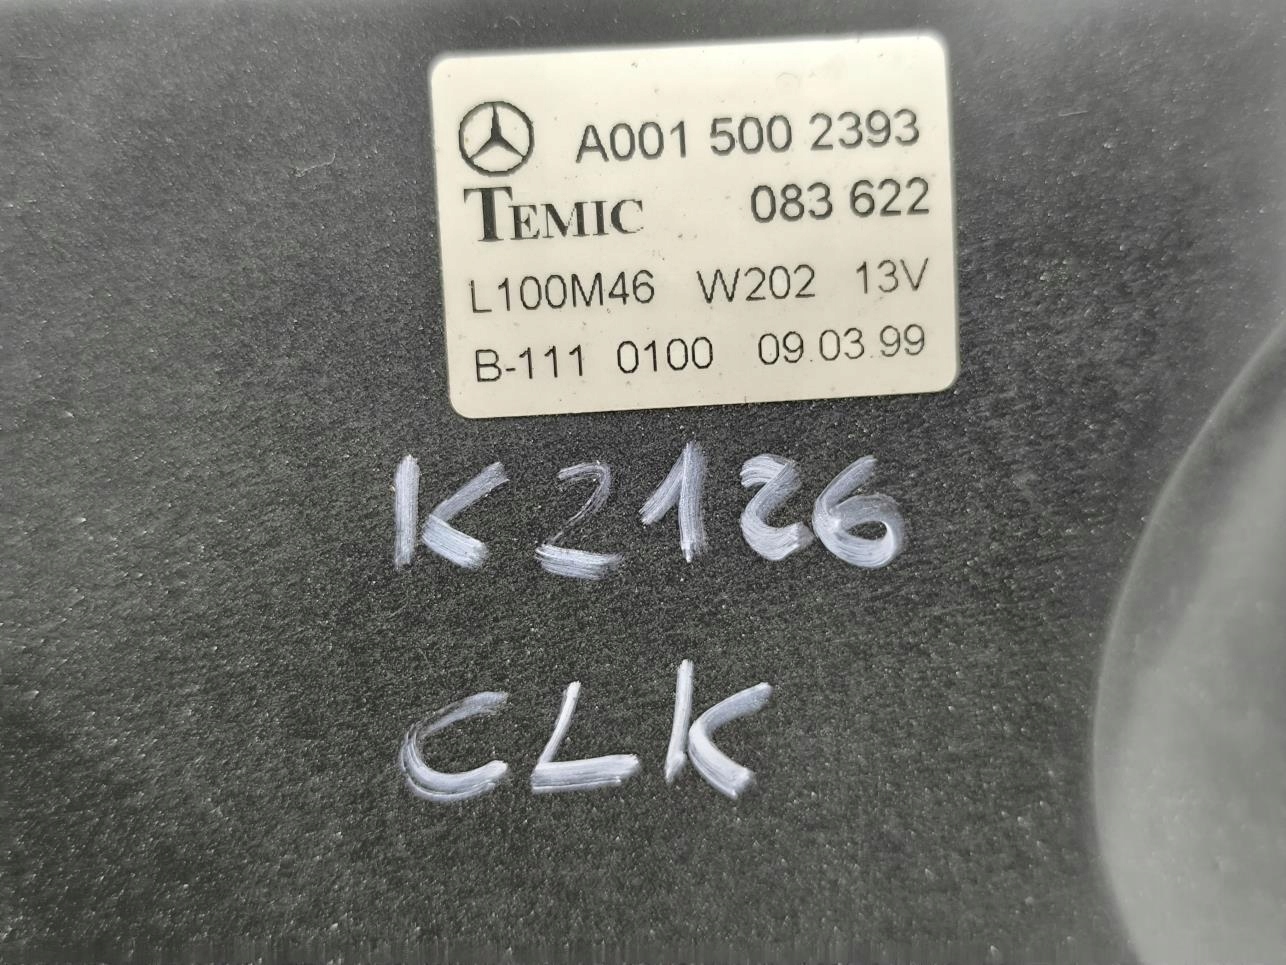 A001 500 2393
TEMIC 083 622
L100M46 W202 13V
B-111 0100 09.03.99
K2126
CLK